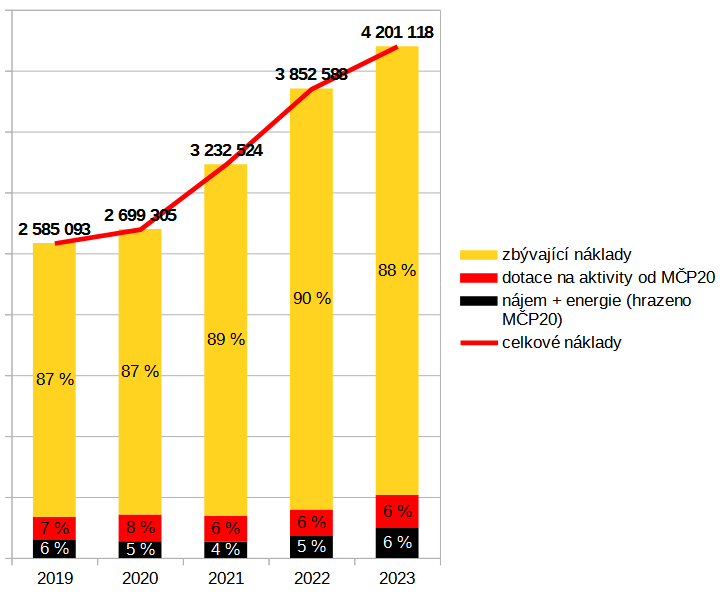 4 201 118
3 852 588
3 232 524
2 699 305
2 585 093
88 %
90 %
89 %
87 %
87 %
7 %
8 %
6 %
6 %
6 %
6 %
5 %
4 %
5 %
6 %
2019
2020
2021
2022
2023
zbývající náklady
dotace na aktivity od MČP20
nájem + energie (hrazeno
MČP20)
celkové náklady